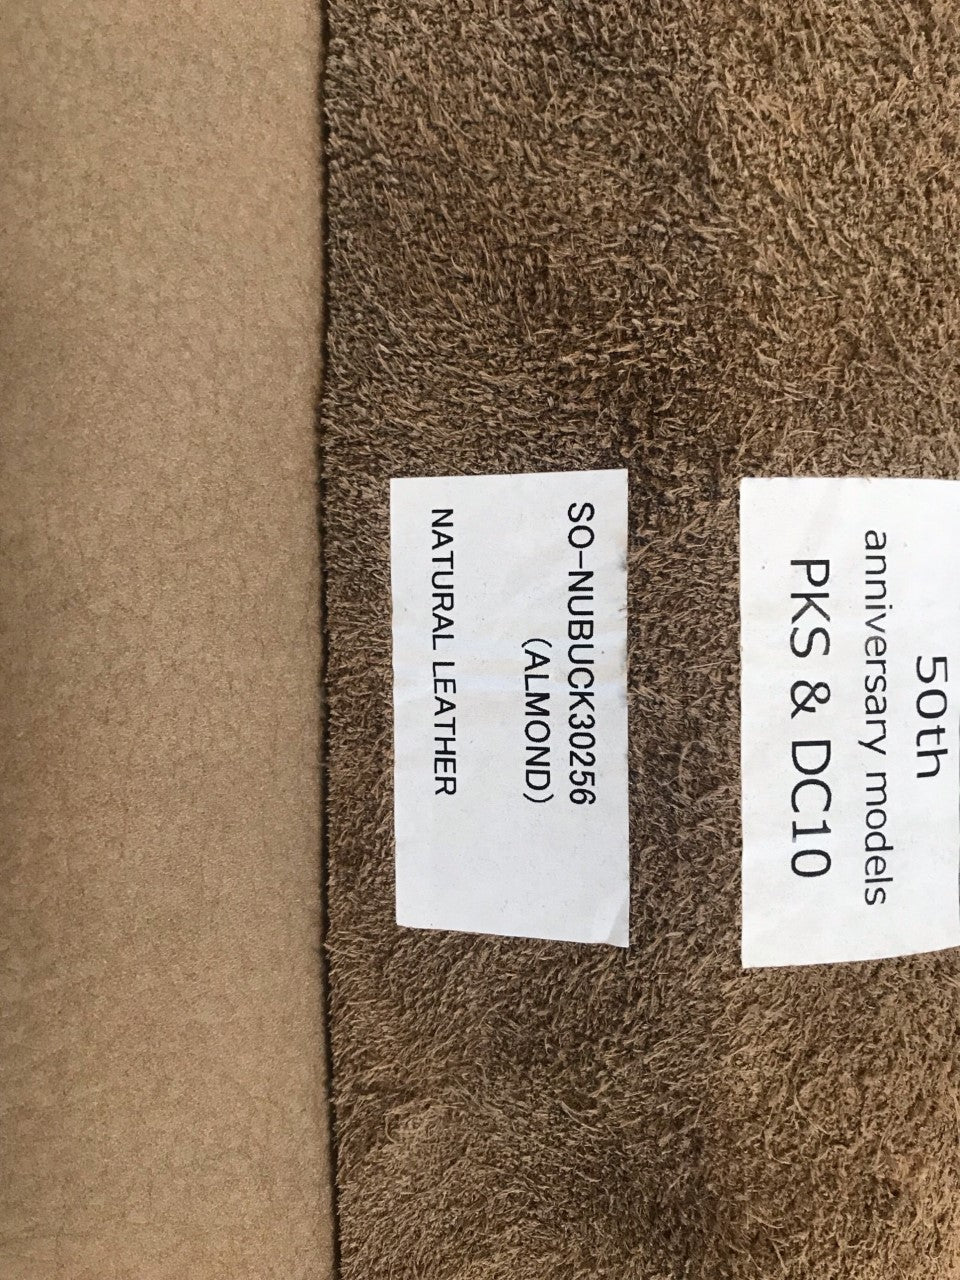 50th
anniversary models
PKS & DC10
SO-NUBUCK30256
(ALMOND)
NATURAL LEATHER